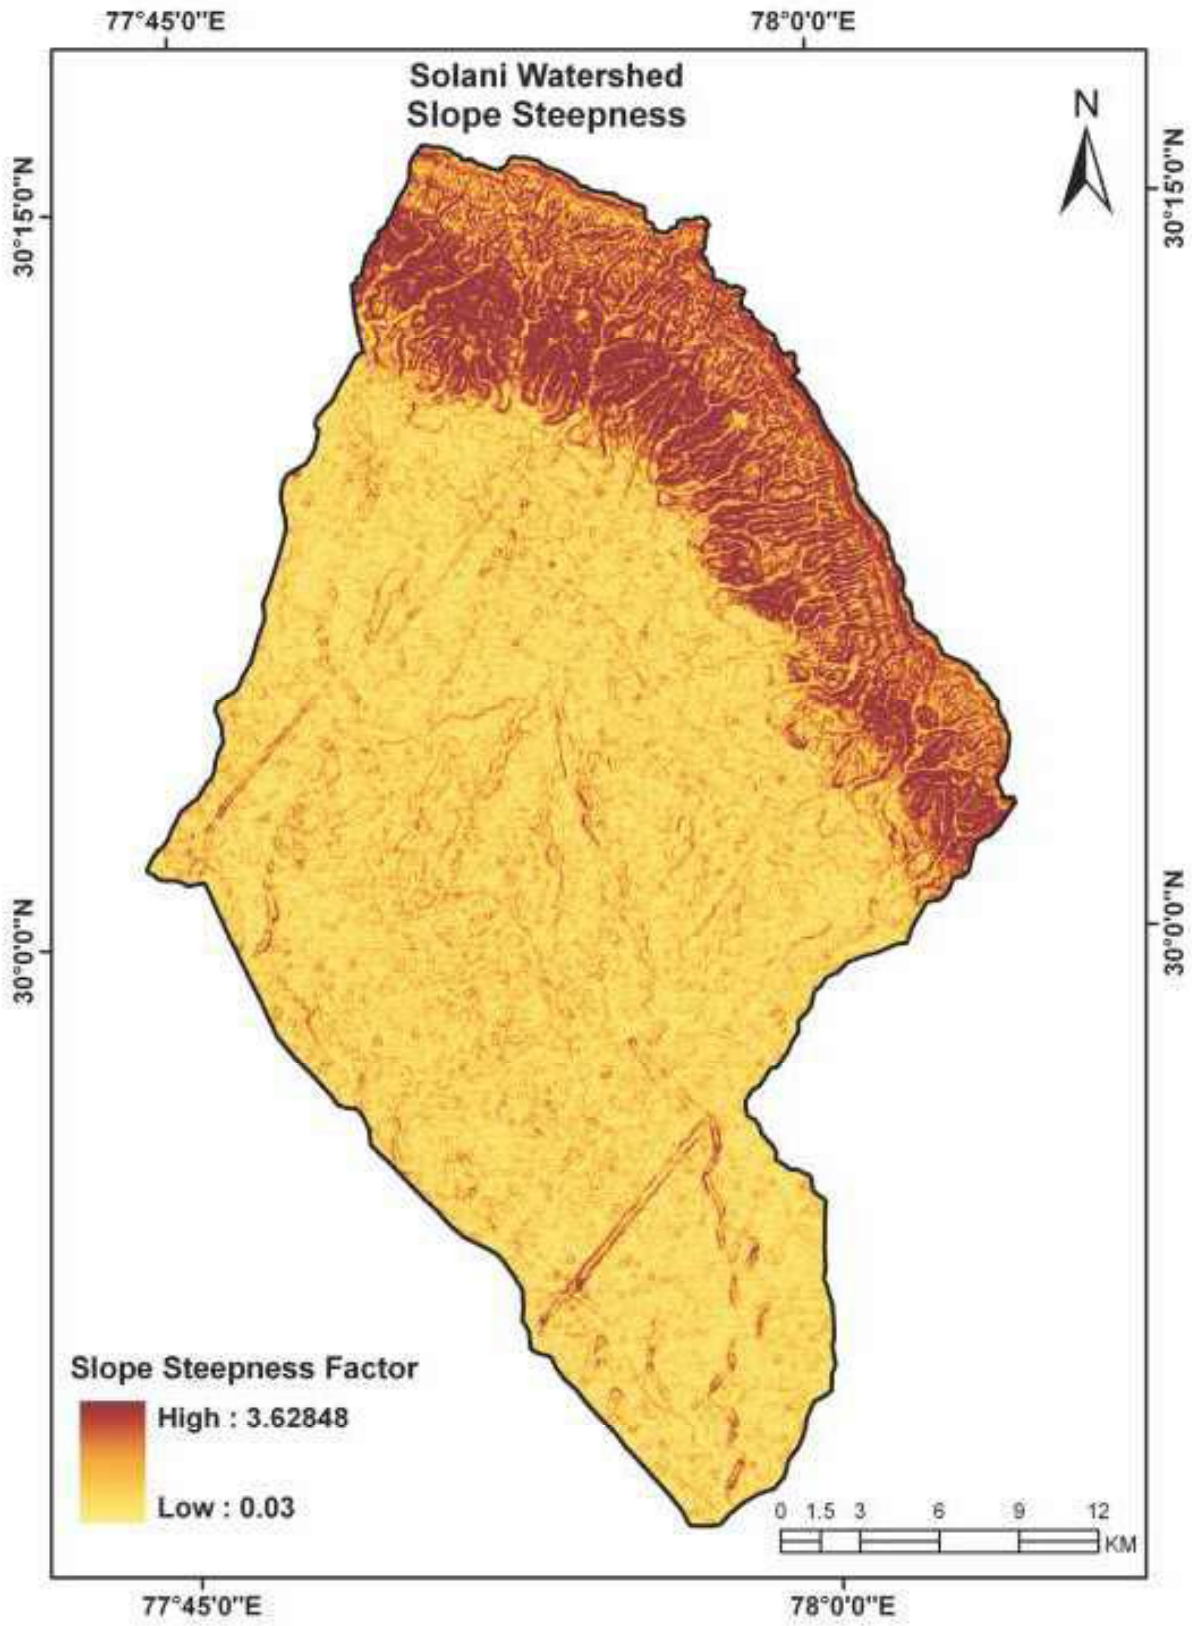 77°45'0"E
78°0'0"E
Solani Watershed
Slope Steepness
N
30°15'0"N
30°15'0"N
30°0'0"N
30°0'0"N
Slope Steepness Factor
High : 3.62848
Low : 0.03
0 1.5 3 6 9 12
KM
77°45'0"E
78°0'0"E